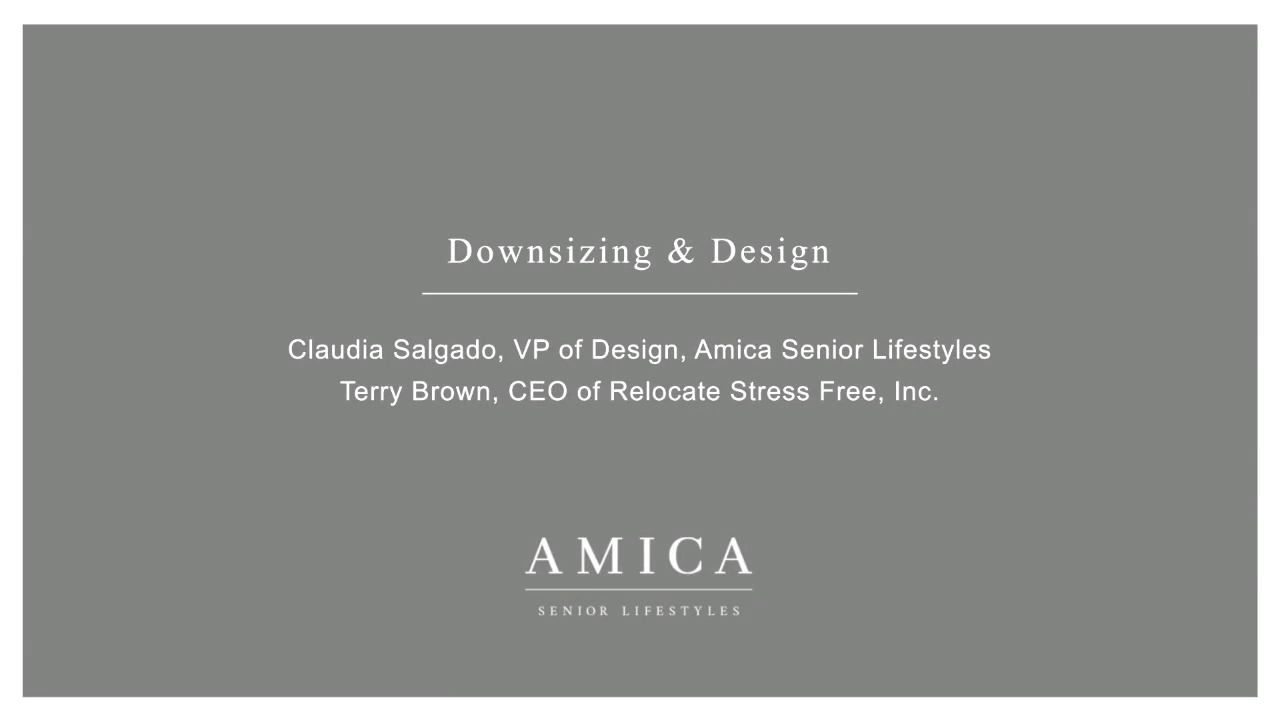 Downsizing & Design
Claudia Salgado, VP of Design, Amica Senior Lifestyles
Terry Brown, CEO of Relocate Stress Free, Inc.
AMICA
SENIOR LIFESTYLES